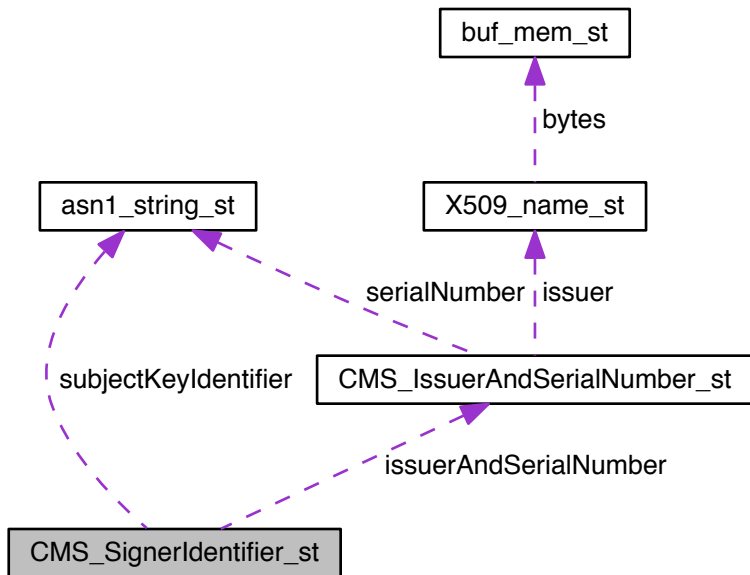 buf_mem_st
bytes
asn1_string_st
X509_name_st
serialNumber
issuer
subjectKeyIdentifier
CMS_IssuerAndSerialNumber_st
issuerAndSerialNumber
CMS_SignerIdentifier_st